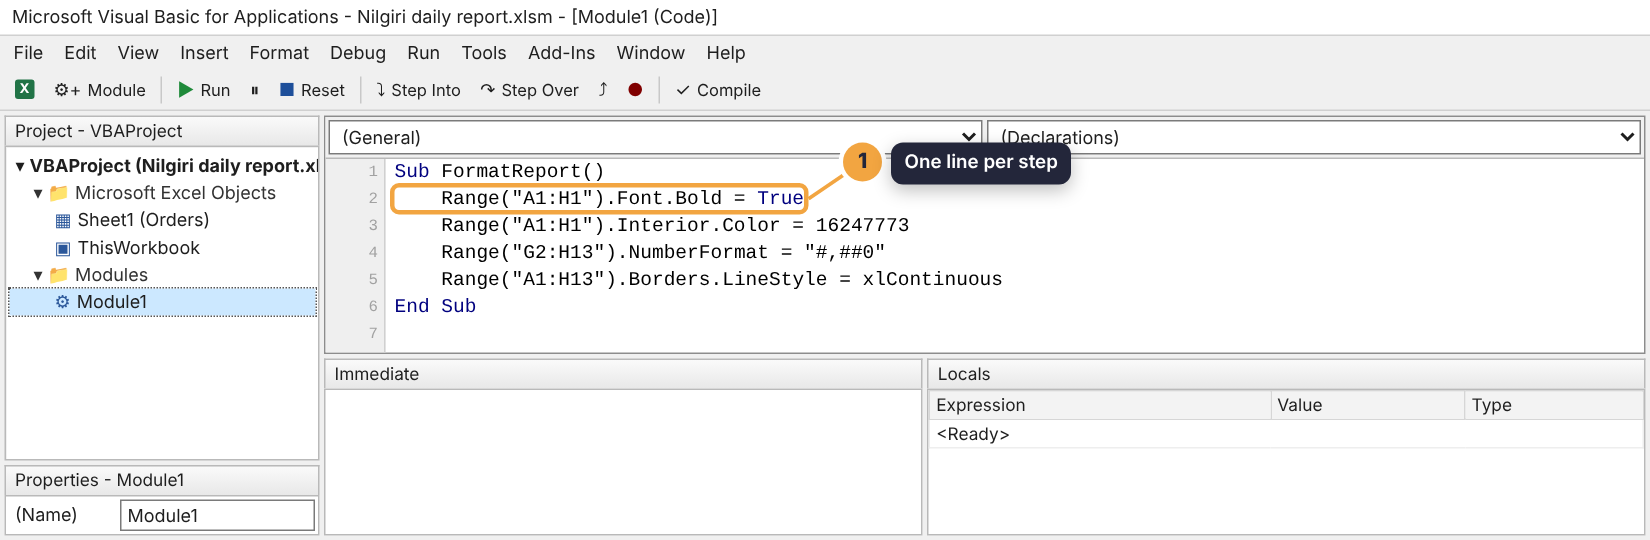 Microsoft Visual Basic for Applications - Nilgiri daily report.xlsm - [Module1 (Code)]
File Edit View Insert Format Debug Run Tools Add-Ins Window Help
X Module Run Reset Step Into Step Over Compile
Project - VBAProject
VBAProject (Nilgiri daily report.xl
Microsoft Excel Objects
Sheet1 (Orders)
ThisWorkbook
Modules
Module1
Properties - Module1
(Name) Module1
(General) (Declarations)
1 One line per step
1 Sub FormatReport()
2 Range("A1:H1").Font.Bold = True
3 Range("A1:H1").Interior.Color = 16247773
4 Range("G2:H13").NumberFormat = "#,##0"
5 Range("A1:H13").Borders.LineStyle = xlContinuous
6 End Sub
7
Immediate
Locals
Expression Value Type
<Ready>